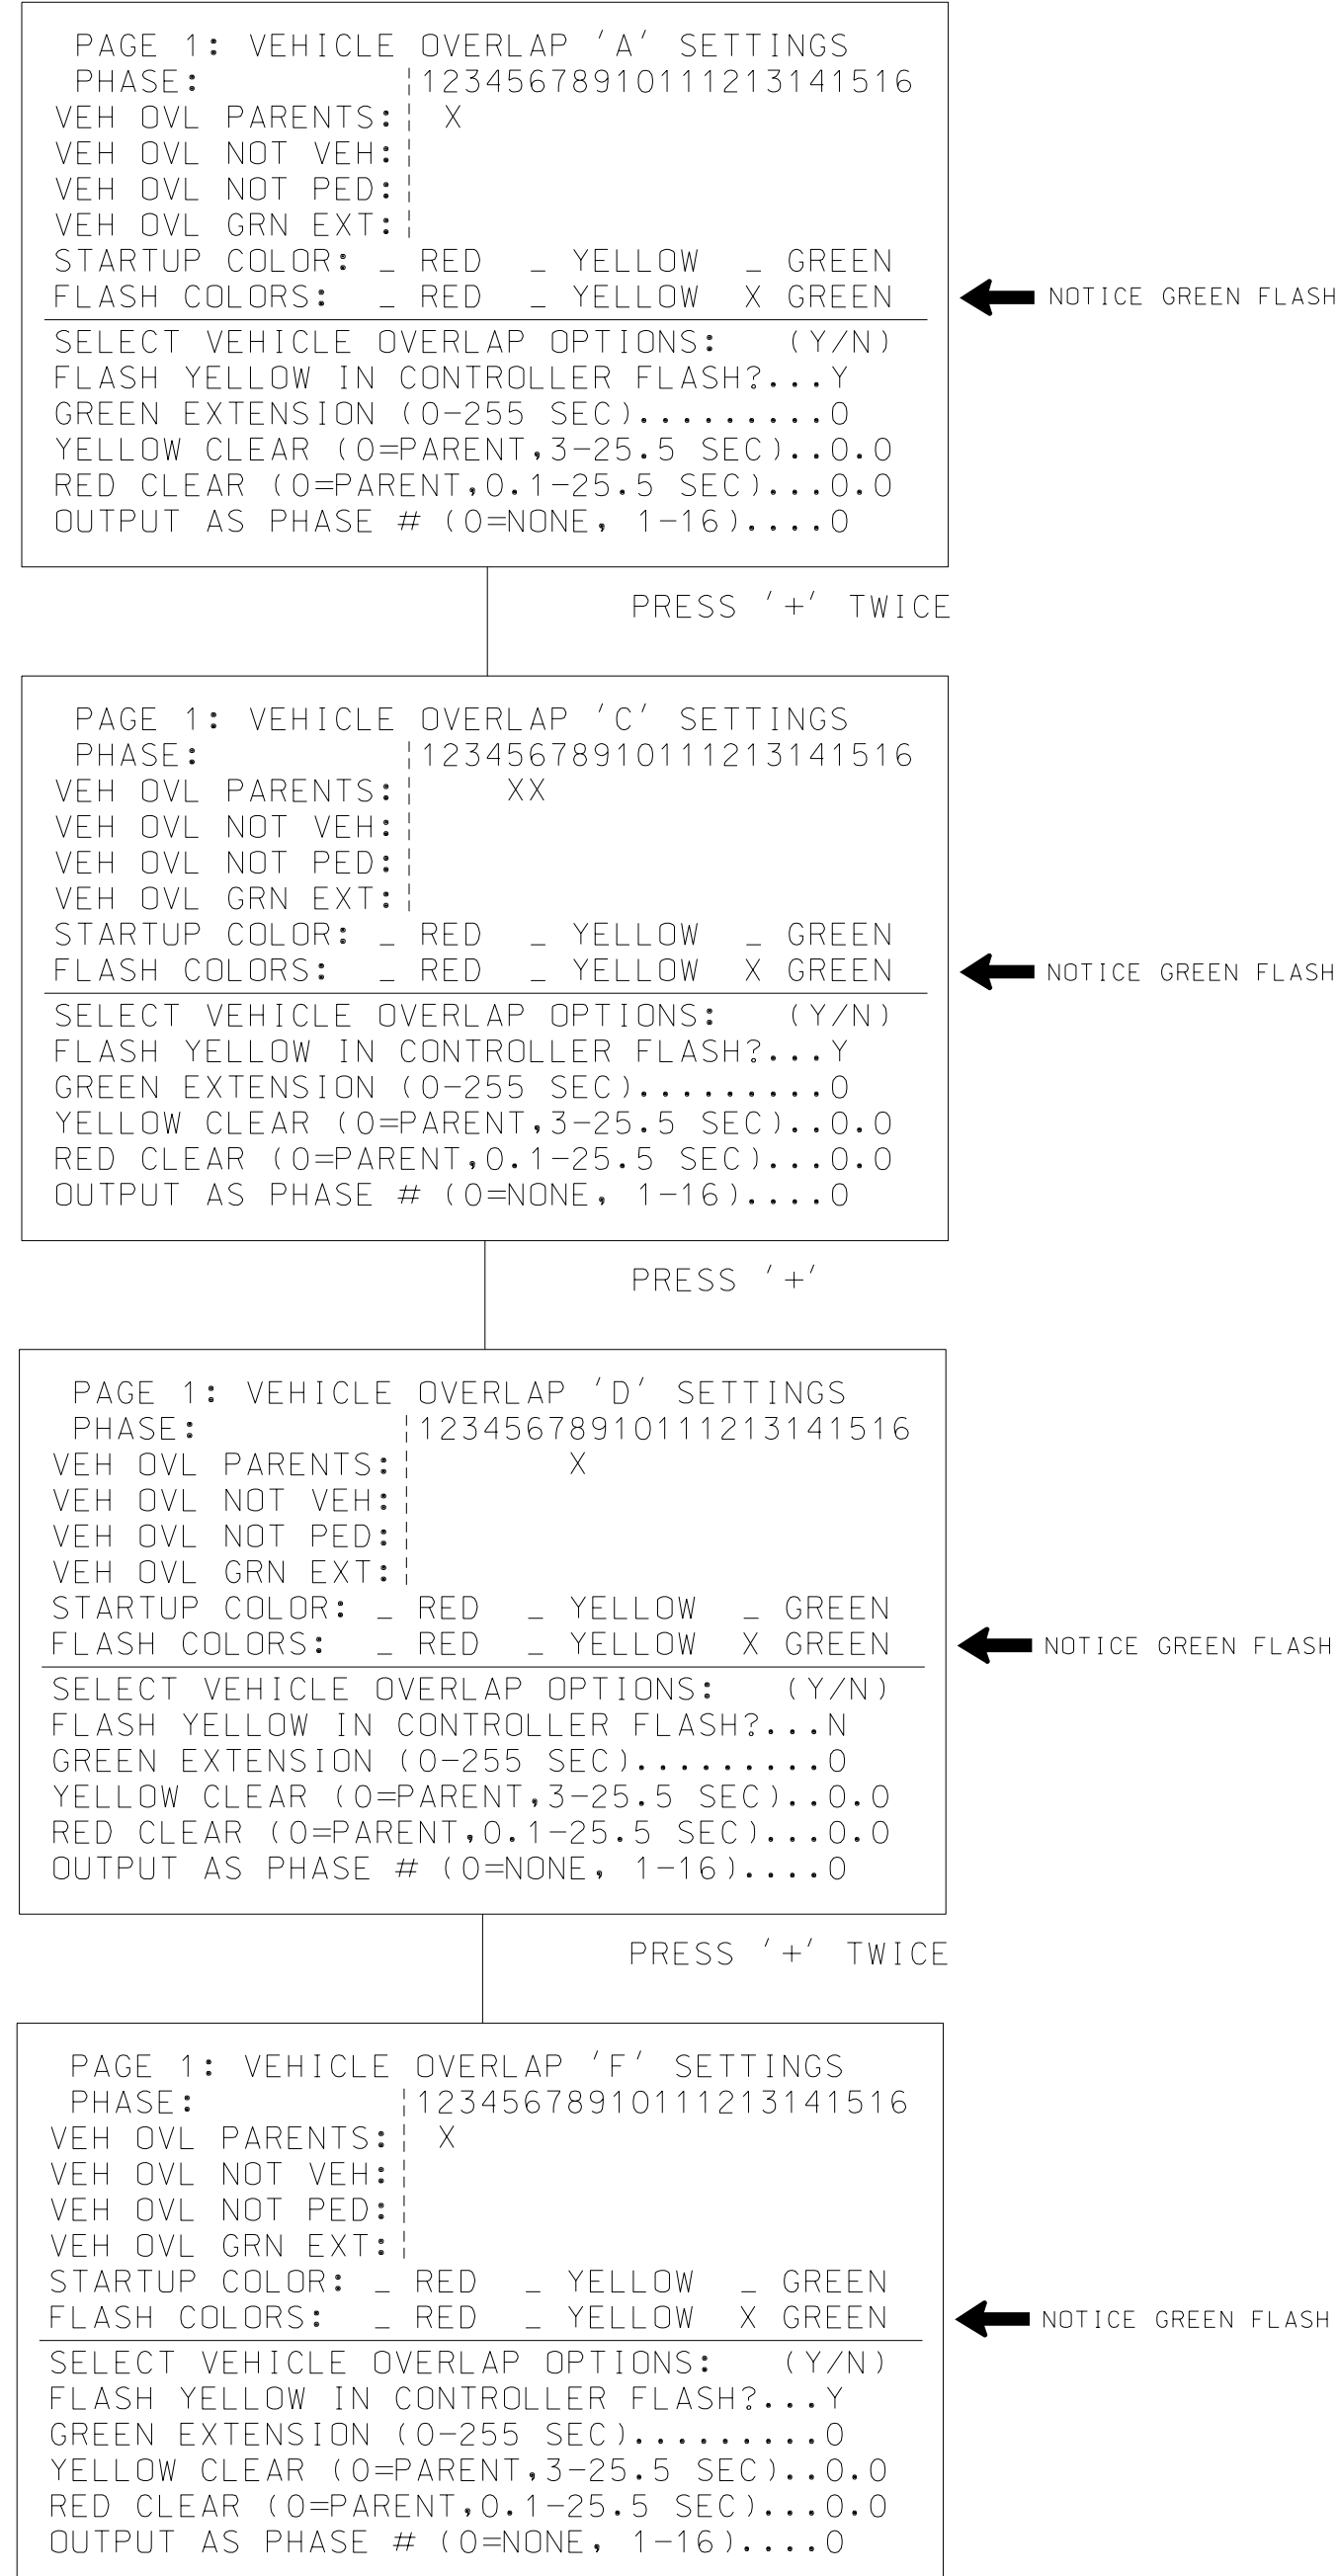 PAGE 1: VEHICLE OVERLAP 'A' SETTINGS
PHASE: |12345678910111213141516
VEH OVL PARENTS:| X
VEH OVL NOT VEH:|
VEH OVL NOT PED:|
VEH OVL GRN EXT:|
STARTUP COLOR: _ RED _ YELLOW _ GREEN
FLASH COLORS: _ RED _ YELLOW X GREEN
NOTICE GREEN FLASH
SELECT VEHICLE OVERLAP OPTIONS: (Y/N)
FLASH YELLOW IN CONTROLLER FLASH?...Y
GREEN EXTENSION (0-255 SEC).........0
YELLOW CLEAR (0=PARENT,3-25.5 SEC)..0.0
RED CLEAR (0=PARENT,0.1-25.5 SEC)...0.0
OUTPUT AS PHASE # (0=NONE, 1-16)....0
PRESS '+' TWICE
PAGE 1: VEHICLE OVERLAP 'C' SETTINGS
PHASE: |12345678910111213141516
VEH OVL PARENTS:| XX
VEH OVL NOT VEH:|
VEH OVL NOT PED:|
VEH OVL GRN EXT:|
STARTUP COLOR: _ RED _ YELLOW _ GREEN
FLASH COLORS: _ RED _ YELLOW X GREEN
NOTICE GREEN FLASH
SELECT VEHICLE OVERLAP OPTIONS: (Y/N)
FLASH YELLOW IN CONTROLLER FLASH?...Y
GREEN EXTENSION (0-255 SEC).........0
YELLOW CLEAR (0=PARENT,3-25.5 SEC)..0.0
RED CLEAR (0=PARENT,0.1-25.5 SEC)...0.0
OUTPUT AS PHASE # (0=NONE, 1-16)....0
PRESS '+'
PAGE 1: VEHICLE OVERLAP 'D' SETTINGS
PHASE: |12345678910111213141516
VEH OVL PARENTS:| X
VEH OVL NOT VEH:|
VEH OVL NOT PED:|
VEH OVL GRN EXT:|
STARTUP COLOR: _ RED _ YELLOW _ GREEN
FLASH COLORS: _ RED _ YELLOW X GREEN
NOTICE GREEN FLASH
SELECT VEHICLE OVERLAP OPTIONS: (Y/N)
FLASH YELLOW IN CONTROLLER FLASH?...N
GREEN EXTENSION (0-255 SEC).........0
YELLOW CLEAR (0=PARENT,3-25.5 SEC)..0.0
RED CLEAR (0=PARENT,0.1-25.5 SEC)...0.0
OUTPUT AS PHASE # (0=NONE, 1-16)....0
PRESS '+' TWICE
PAGE 1: VEHICLE OVERLAP 'F' SETTINGS
PHASE: |12345678910111213141516
VEH OVL PARENTS:| X
VEH OVL NOT VEH:|
VEH OVL NOT PED:|
VEH OVL GRN EXT:|
STARTUP COLOR: _ RED _ YELLOW _ GREEN
FLASH COLORS: _ RED _ YELLOW X GREEN
NOTICE GREEN FLASH
SELECT VEHICLE OVERLAP OPTIONS: (Y/N)
FLASH YELLOW IN CONTROLLER FLASH?...Y
GREEN EXTENSION (0-255 SEC).........0
YELLOW CLEAR (0=PARENT,3-25.5 SEC)..0.0
RED CLEAR (0=PARENT,0.1-25.5 SEC)...0.0
OUTPUT AS PHASE # (0=NONE, 1-16)....0